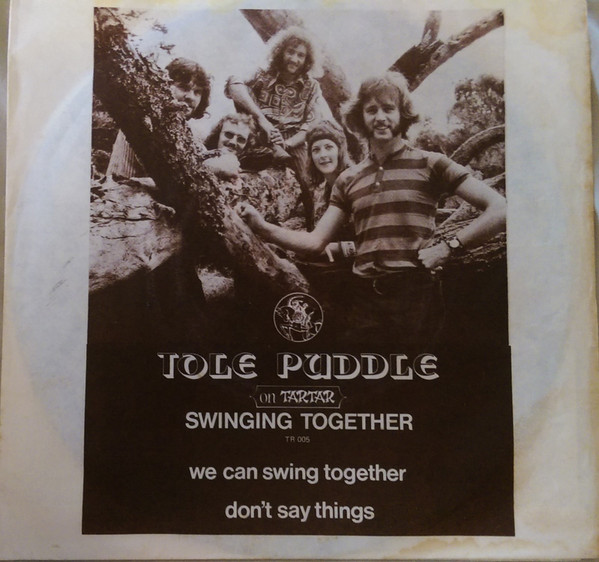 TOLE PUDDLE
on TARTAR
SWINGING TOGETHER
TR 005
we can swing together
don't say things